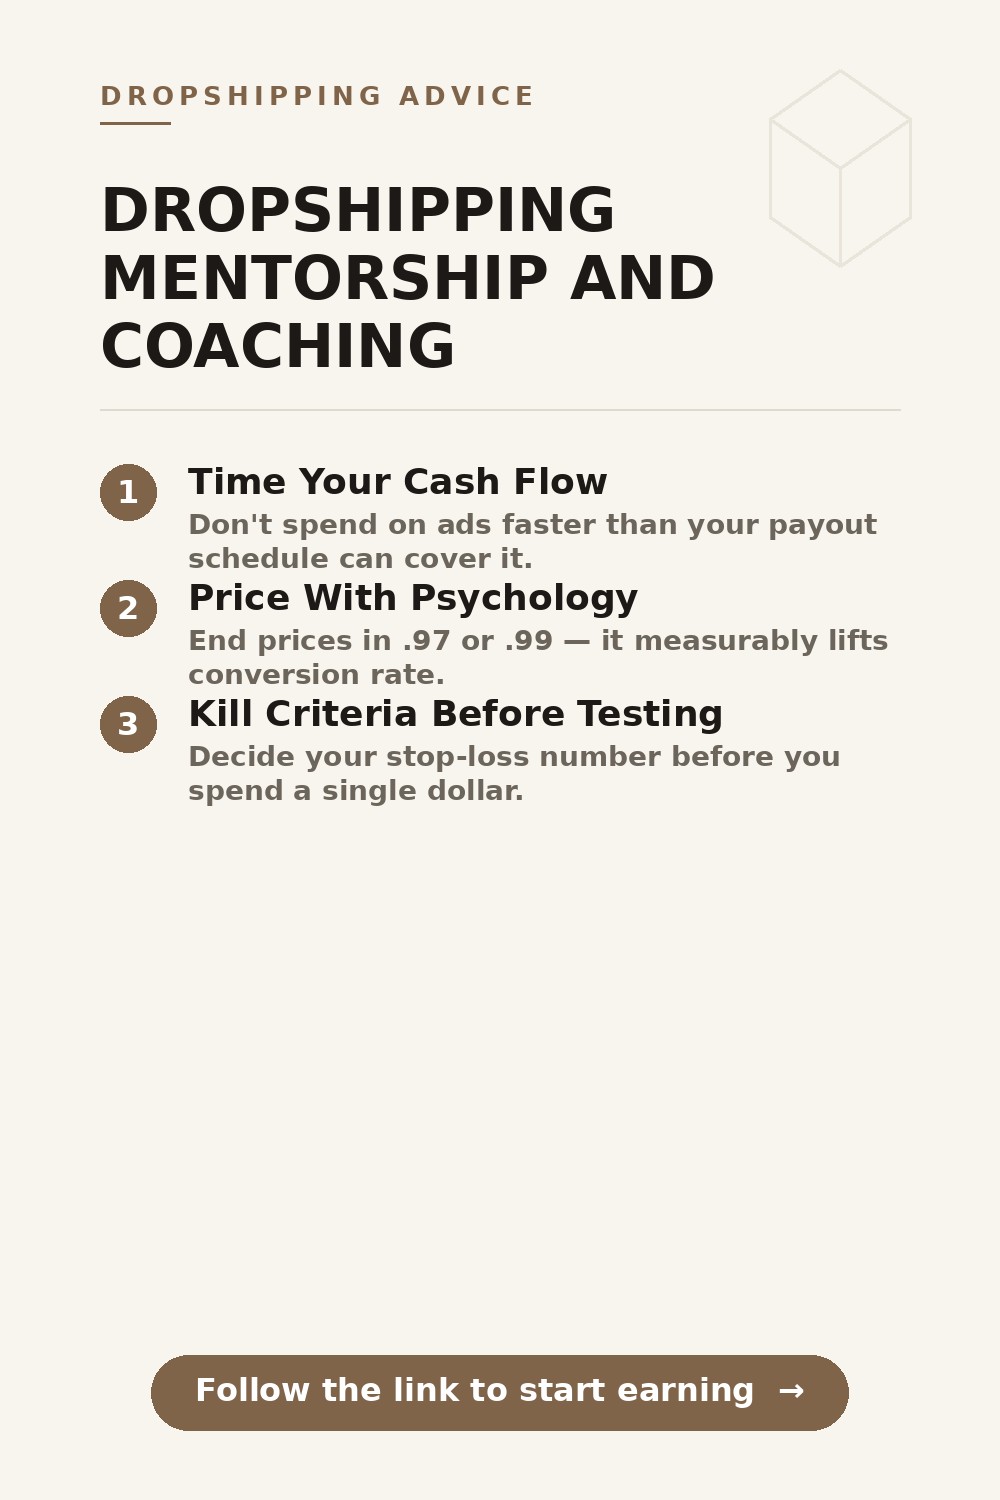 DROPSHIPPING ADVICE
DROPSHIPPING
MENTORSHIP AND
COACHING
1
Time Your Cash Flow
Don't spend on ads faster than your payout
schedule can cover it.
2
Price With Psychology
End prices in .97 or .99 — it measurably lifts
conversion rate.
3
Kill Criteria Before Testing
Decide your stop-loss number before you
spend a single dollar.
Follow the link to start earning →